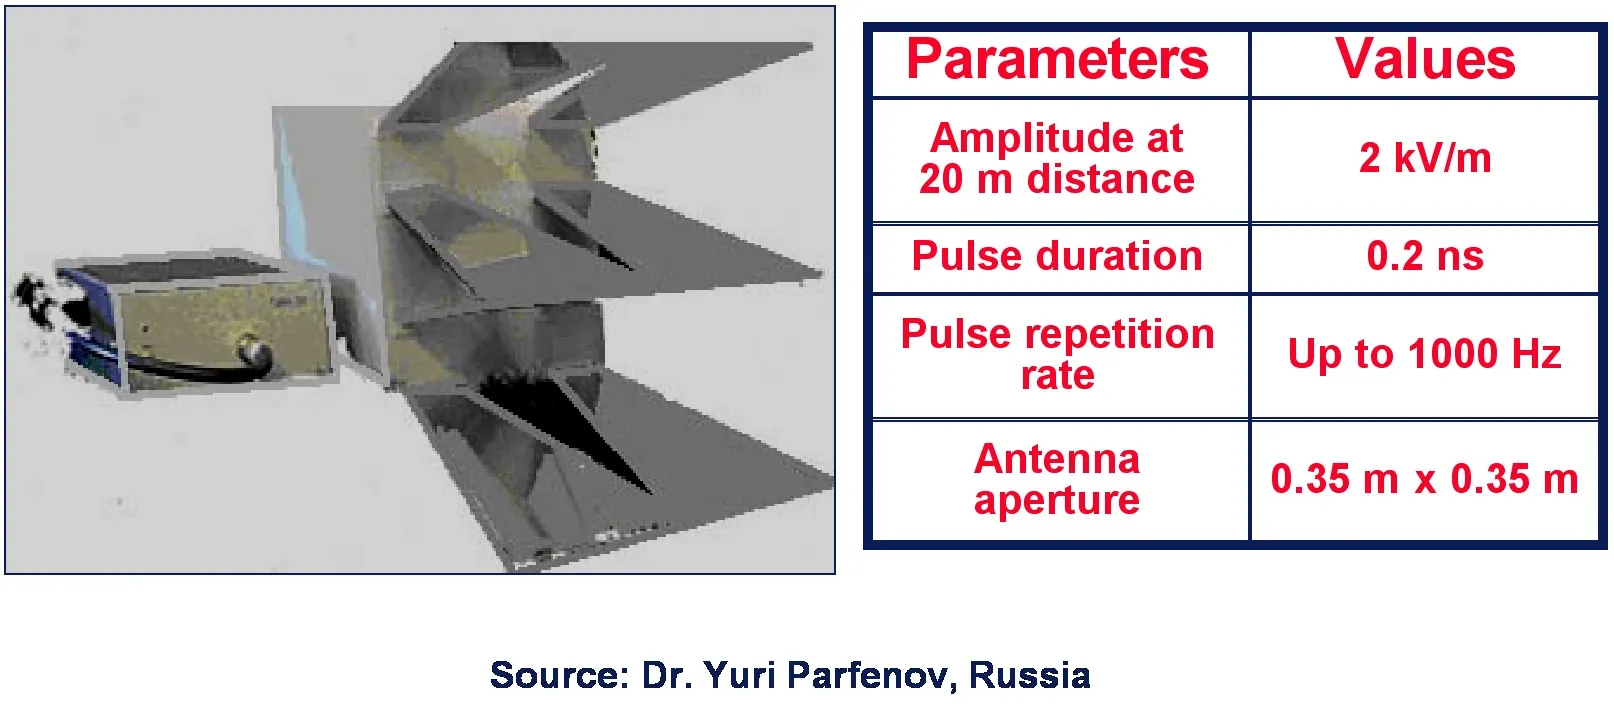 Parameters
Values
Amplitude at
20 m distance
2 kV/m
Pulse duration
0.2 ns
Pulse repetition
rate
Up to 1000 Hz
Antenna
aperture
0.35 m x 0.35 m
Source: Dr. Yuri Parfenov, Russia